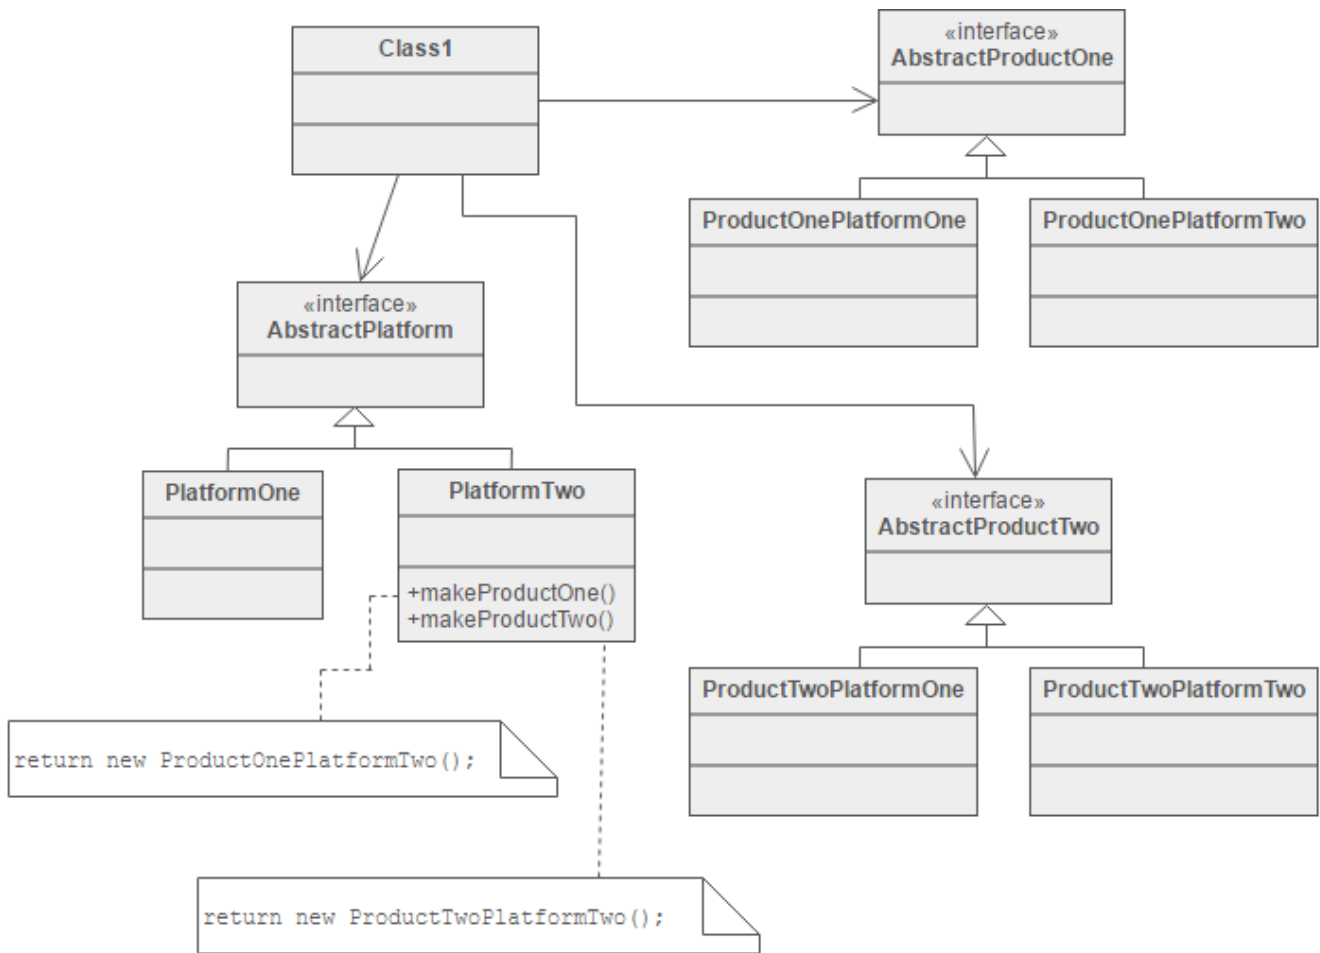 Class1
«interface»
AbstractProductOne
ProductOnePlatformOne
ProductOnePlatformTwo
«interface»
AbstractPlatform
PlatformOne
PlatformTwo
+makeProductOne()
+makeProductTwo()
«interface»
AbstractProductTwo
ProductTwoPlatformOne
ProductTwoPlatformTwo
return new ProductOnePlatformTwo();
return new ProductTwoPlatformTwo();